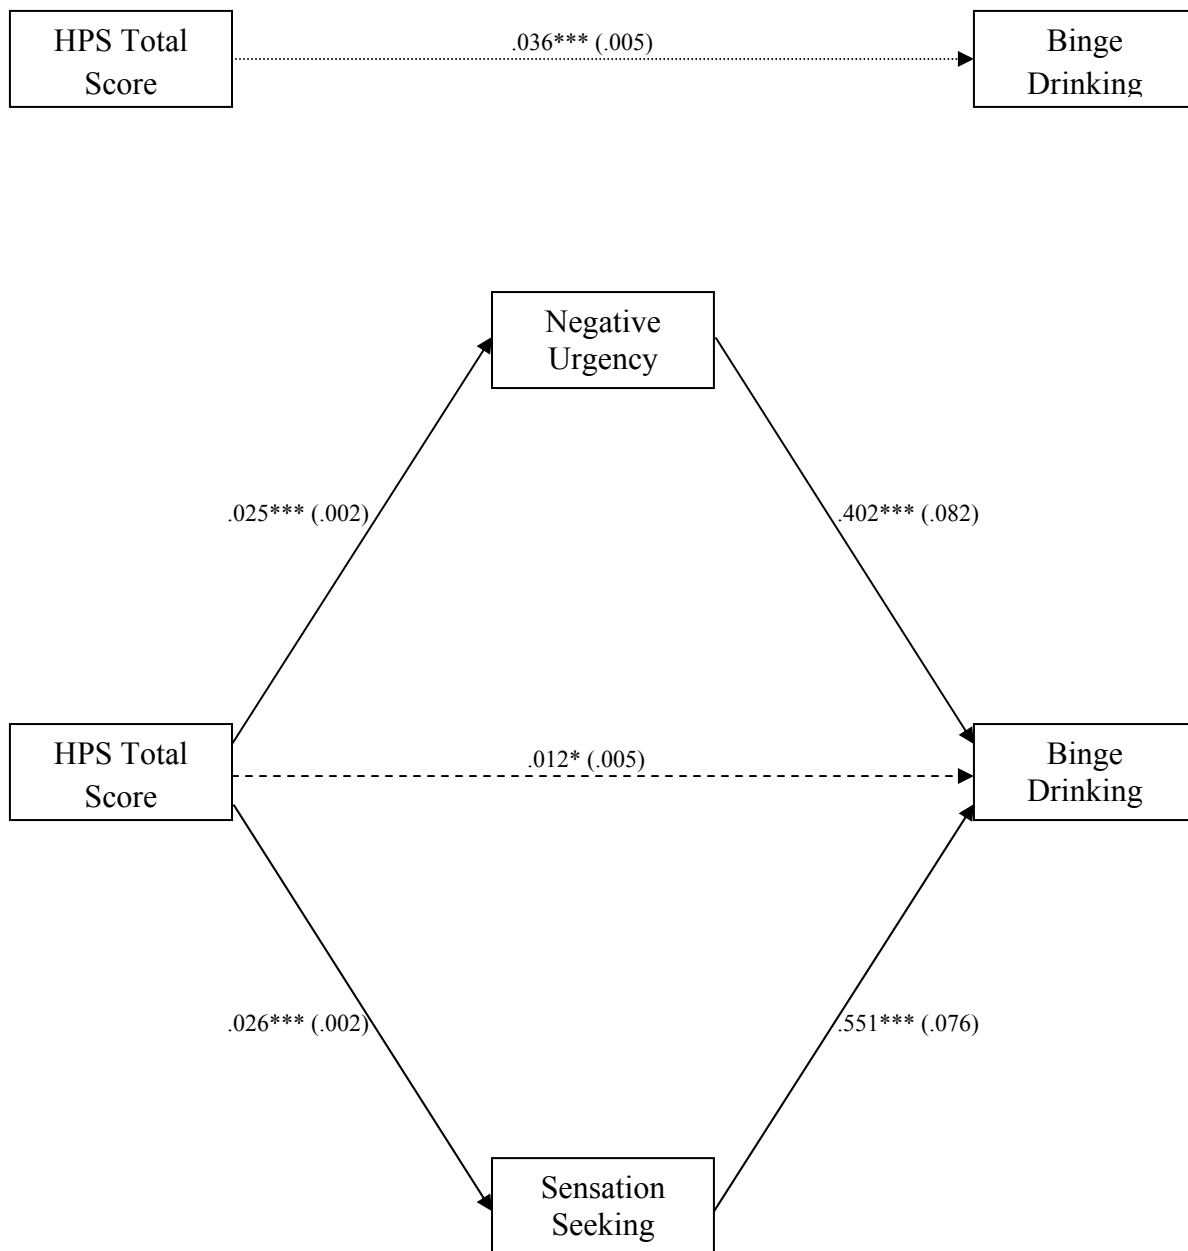 HPS Total
Score
.036*** (.005)
Binge
Drinking
Negative
Urgency
.025*** (.002)
.402*** (.082)
HPS Total
Score
.012* (.005)
Binge
Drinking
.026*** (.002)
.551*** (.076)
Sensation
Seeking